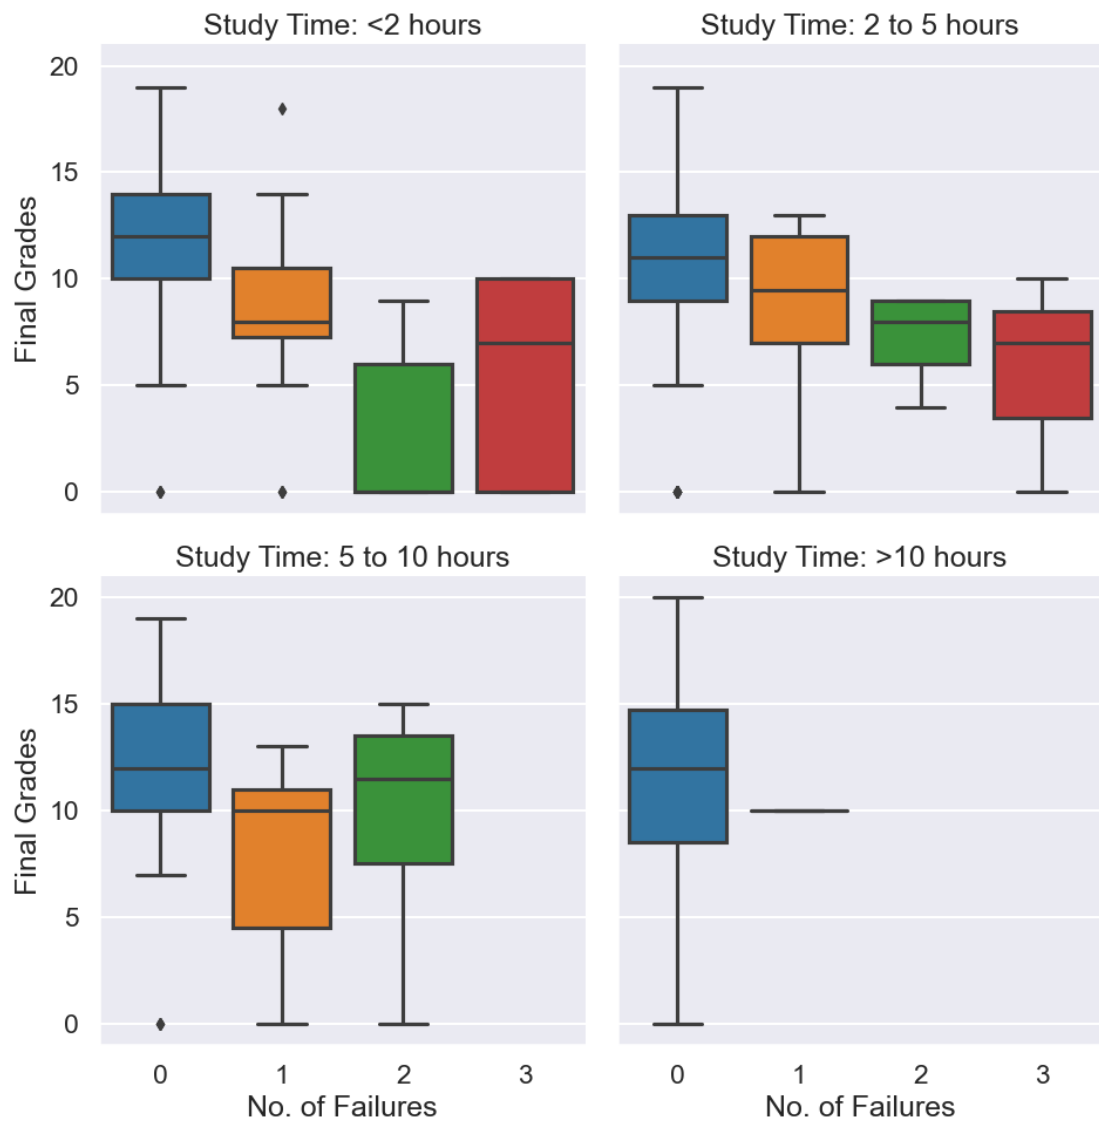 Study Time: <2 hours
Study Time: 2 to 5 hours
20
15
10
5
0
Final Grades
Study Time: 5 to 10 hours
Study Time: >10 hours
20
15
10
5
0
Final Grades
0 1 2 3
0 1 2 3
No. of Failures
No. of Failures